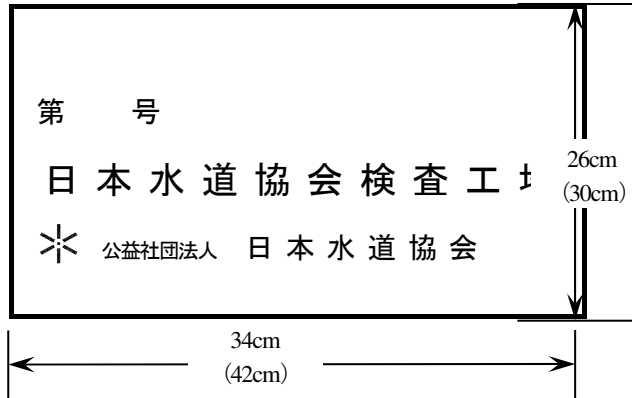 第　　号
日本水道協会検査工
公益社団法人　日本水道協会
26cm
(30cm)
34cm
(42cm)